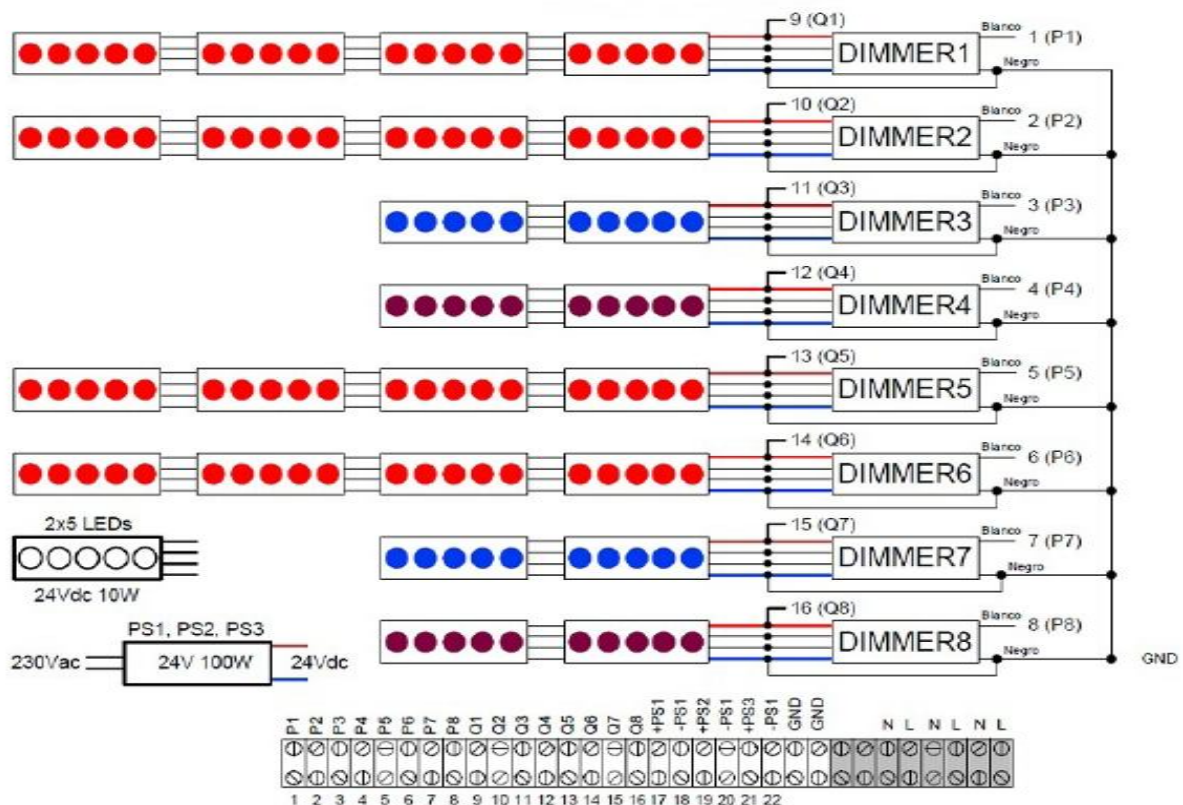 9 (Q1)
DIMMER1
Blanco
1 (P1)
Negro
10 (Q2)
DIMMER2
Blanco
2 (P2)
Negro
11 (Q3)
DIMMER3
Blanco
3 (P3)
Negro
12 (Q4)
DIMMER4
Blanco
4 (P4)
Negro
13 (Q5)
DIMMER5
Blanco
5 (P5)
Negro
14 (Q6)
DIMMER6
Blanco
6 (P6)
Negro
2x5 LEDs
24Vdc 10W
15 (Q7)
DIMMER7
Blanco
7 (P7)
Negro
PS1, PS2, PS3
230Vac
24V 100W
24Vdc
16 (Q8)
DIMMER8
Blanco
8 (P8)
Negro
GND
P1 P2 P3 P4 P5 P6 P7 P8 Q1 Q2 Q3 Q4 Q5 Q6 Q7 Q8 +PS1 -PS1 +PS2 -PS1 +PS3 -PS1 GND GND N L N L N L
1 2 3 4 5 6 7 8 9 10 11 12 13 14 15 16 17 18 19 20 21 22